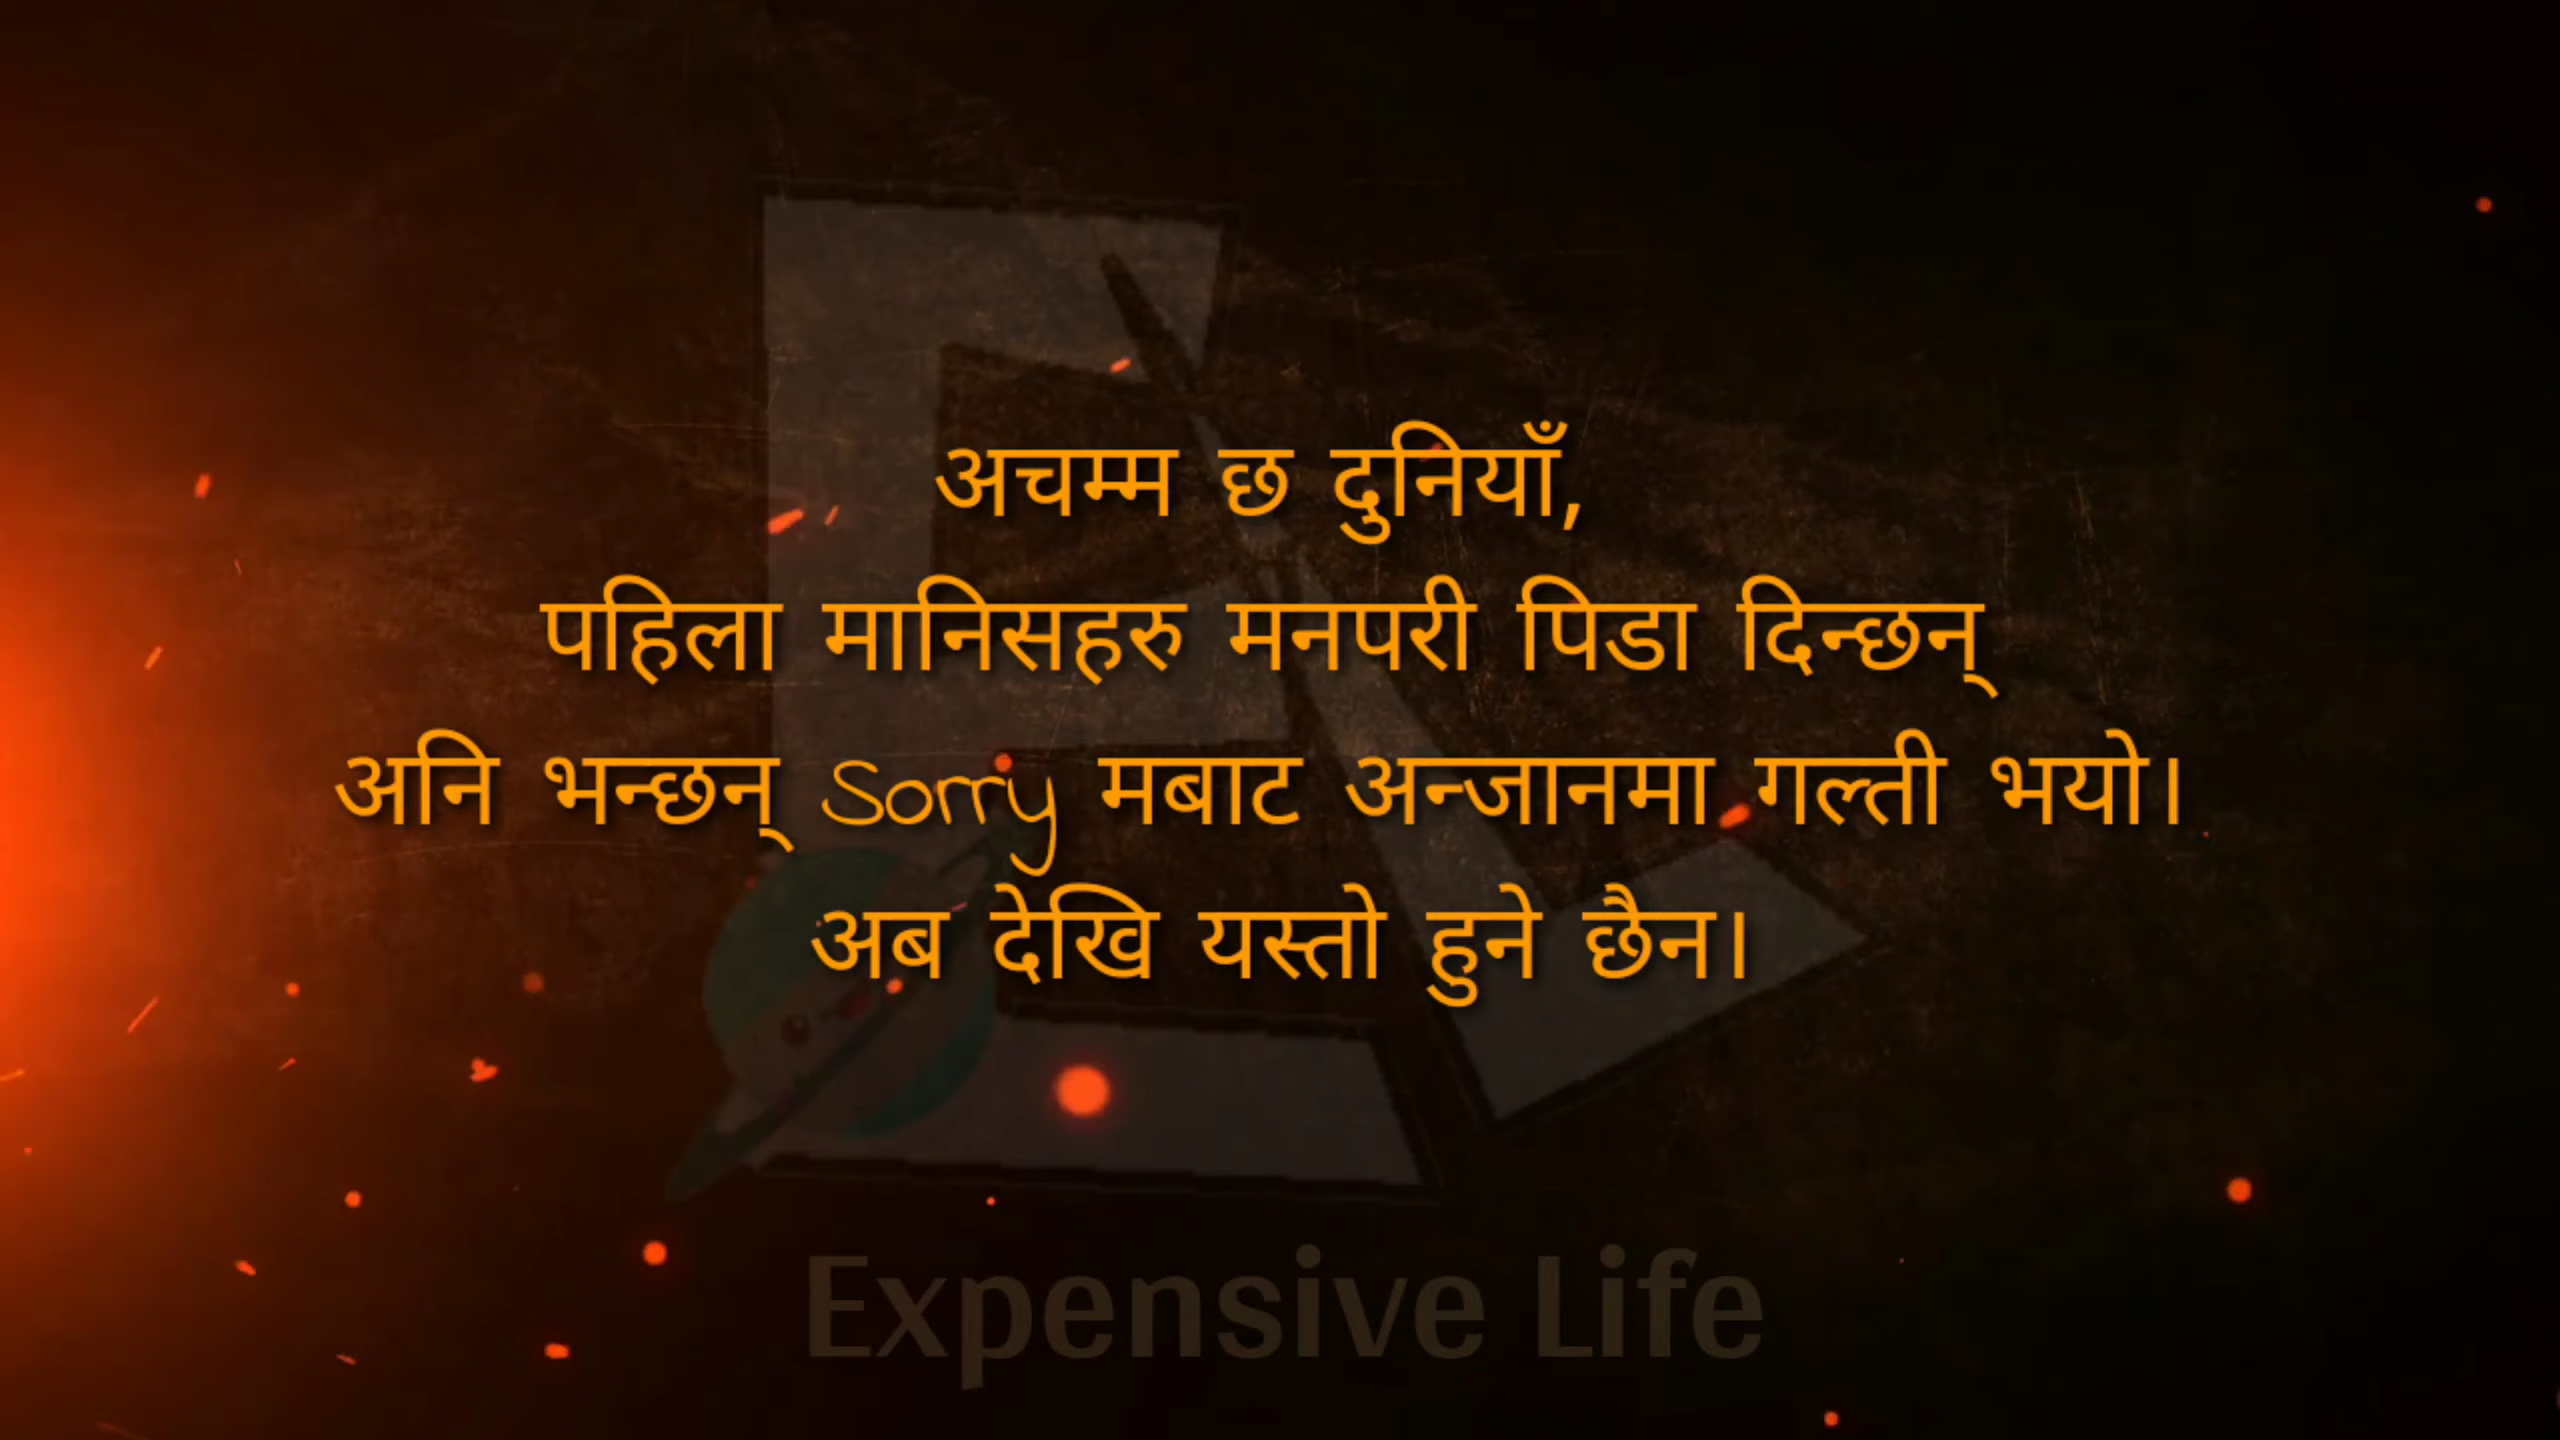 अचम्म छ दुनियाँ,
पहिला मानिसहरु मनपरी पिडा दिन्छन्
अनि भन्छन् Sorry मबाट अन्जानमा गल्ती भयो।
अब देखि यस्तो हुने छैन।
Expensive Life